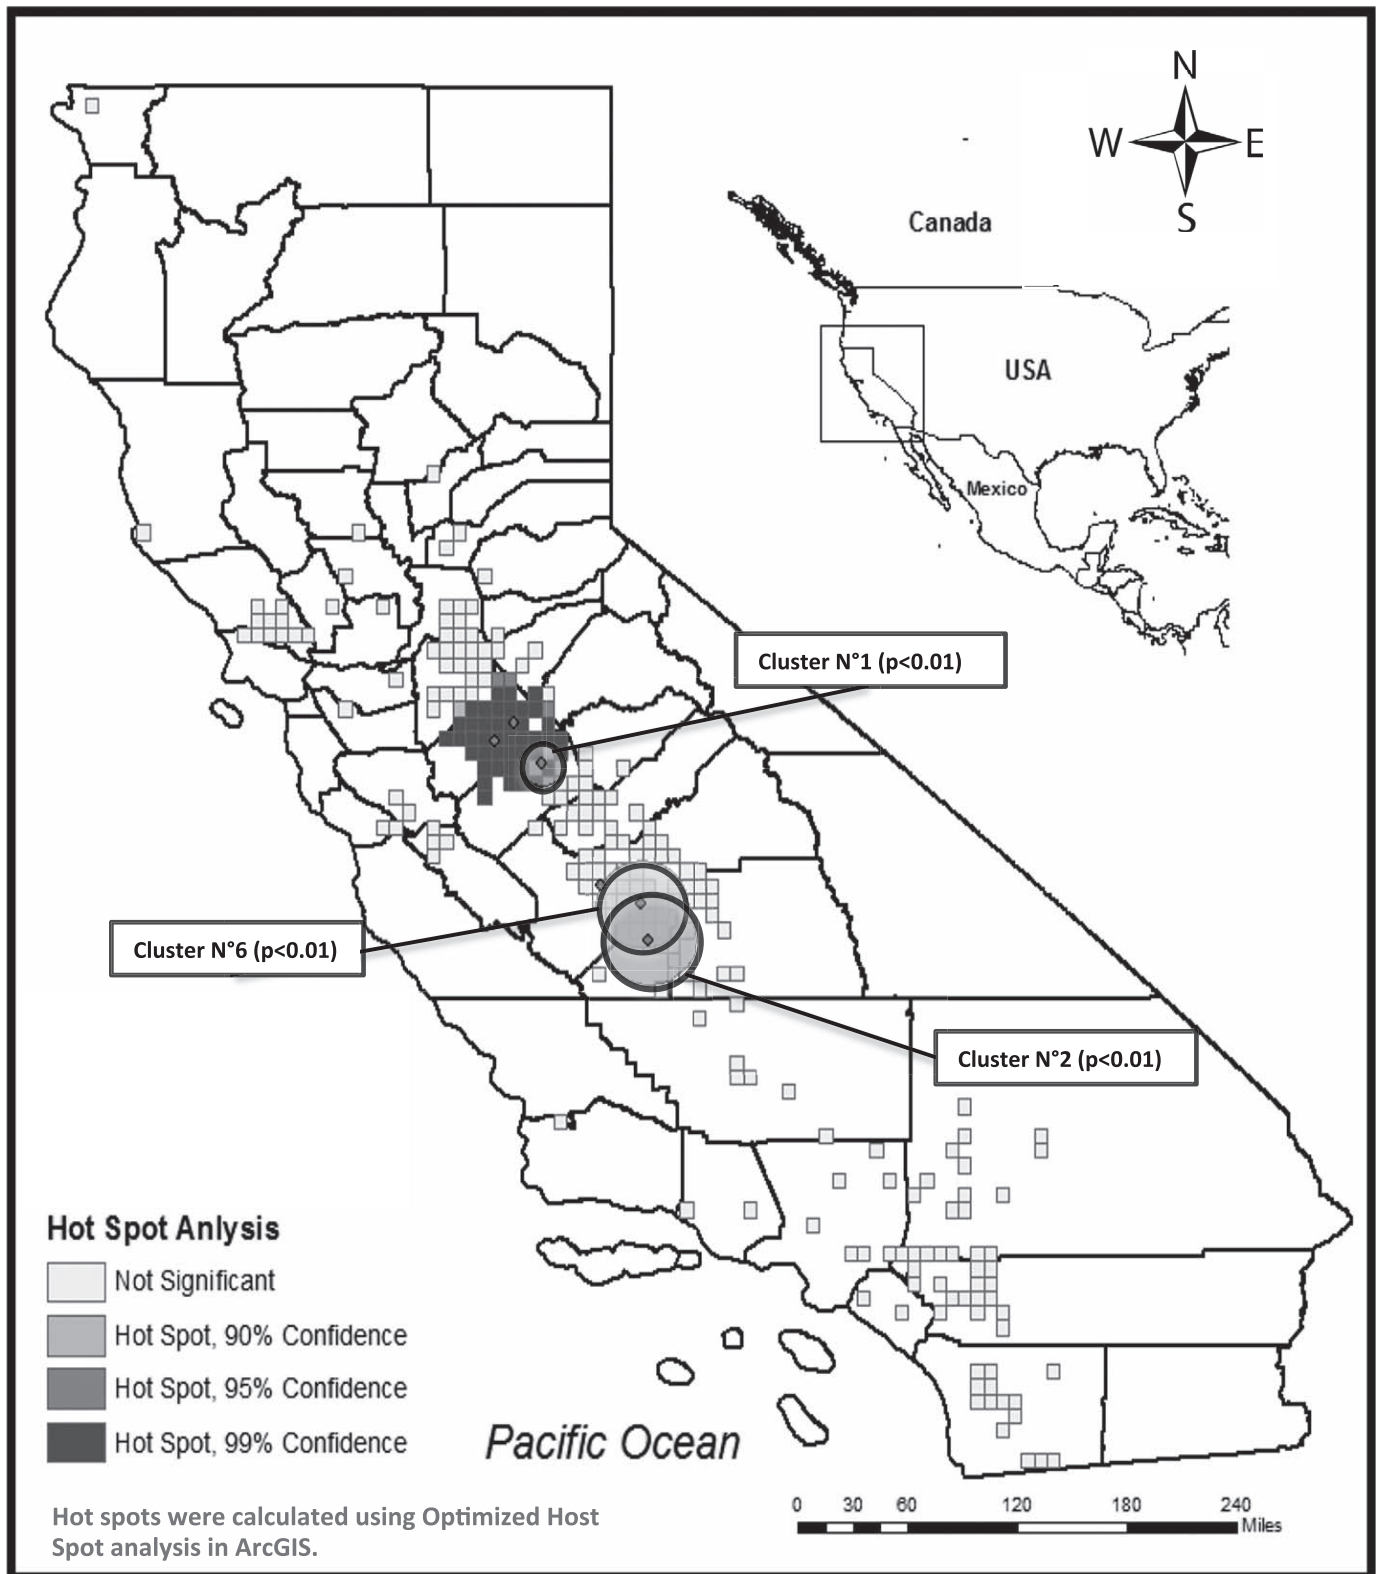 N
W E
S
Canada
USA
Mexico
Cluster N°1 (p<0.01)
Cluster N°6 (p<0.01)
Cluster N°2 (p<0.01)
Hot Spot Anlysis
Not Significant
Hot Spot, 90% Confidence
Hot Spot, 95% Confidence
Hot Spot, 99% Confidence
Pacific Ocean
Hot spots were calculated using Optimized Host
Spot analysis in ArcGIS.
0 30 60 120 180 240
Miles